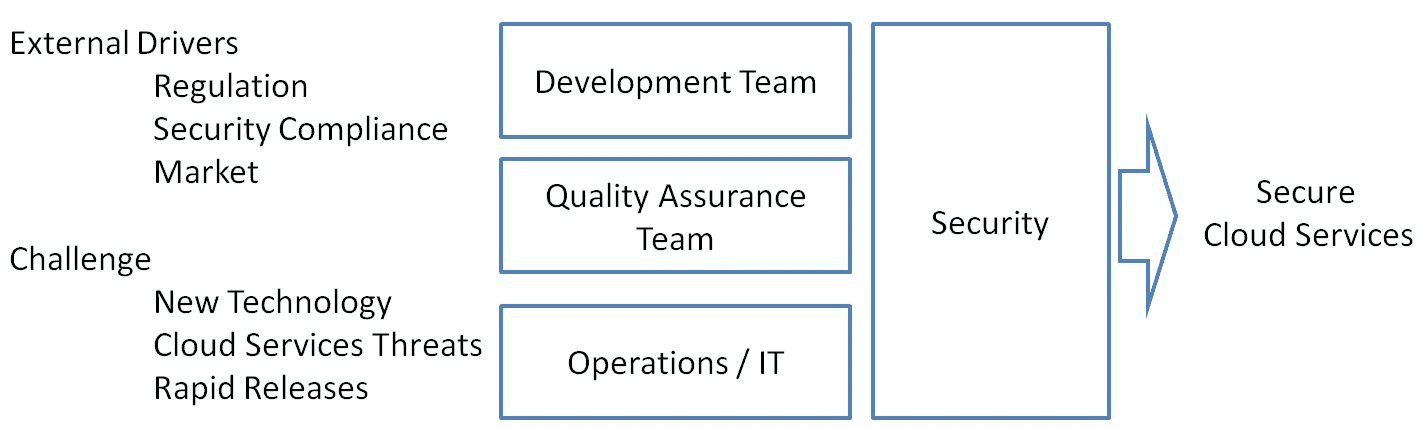 External Drivers
Regulation
Security Compliance
Market
Challenge
New Technology
Cloud Services Threats
Rapid Releases
Development Team
Quality Assurance
Team
Operations / IT
Security
Secure
Cloud Services